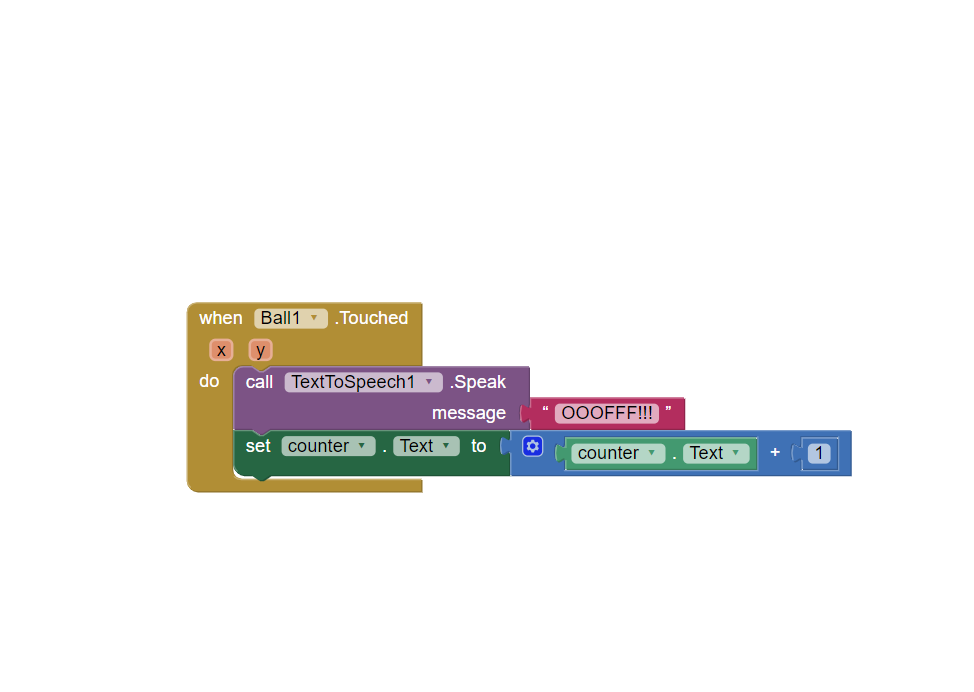 when Ball1 .Touched
x y
do call TextToSpeech1 .Speak
message “ OOOFFF!!! ”
set counter . Text to counter . Text + 1